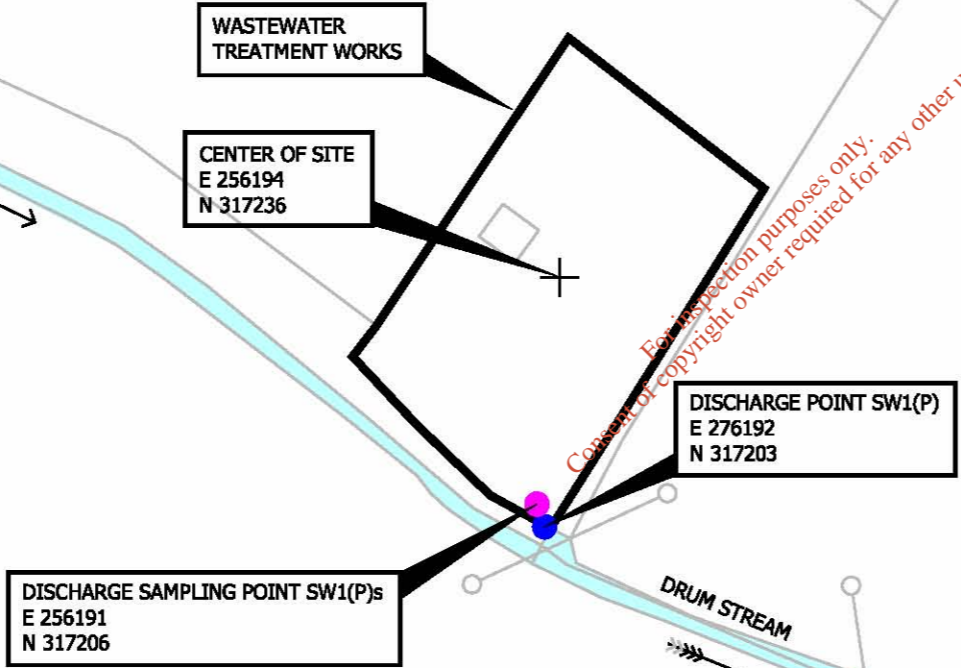 WASTEWATER
TREATMENT WORKS
CENTER OF SITE
E 256194
N 317236
For inspection purposes only.
Consent of copyright owner required for any other
DISCHARGE POINT SW1(P)
E 276192
N 317203
DISCHARGE SAMPLING POINT SW1(P)s
E 256191
N 317206
DRUM STREAM